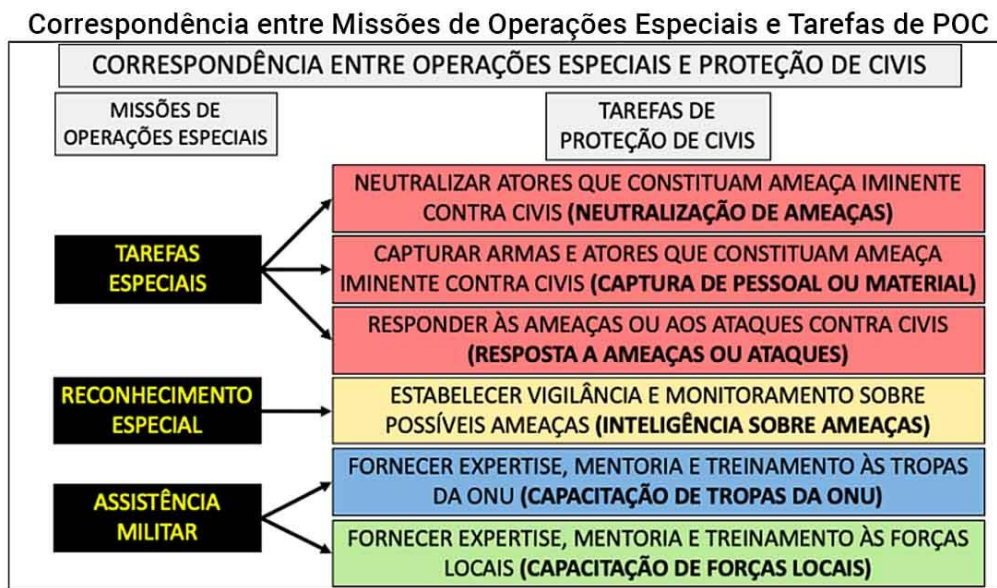 Correspondência entre Missões de Operações Especiais e Tarefas de POC
CORRESPONDÊNCIA ENTRE OPERAÇÕES ESPECIAIS E PROTEÇÃO DE CIVIS
MISSÕES DE
OPERAÇÕES ESPECIAIS
TAREFAS DE
PROTEÇÃO DE CIVIS
TAREFAS
ESPECIAIS
NEUTRALIZAR ATORES QUE CONSTITUAM AMEAÇA IMINENTE
CONTRA CIVIS (NEUTRALIZAÇÃO DE AMEAÇAS)
CAPTURAR ARMAS E ATORES QUE CONSTITUAM AMEAÇA
IMINENTE CONTRA CIVIS (CAPTURA DE PESSOAL OU MATERIAL)
RESPONDER ÀS AMEAÇAS OU AOS ATAQUES CONTRA CIVIS
(RESPOSTA A AMEAÇAS OU ATAQUES)
RECONHECIMENTO
ESPECIAL
ESTABELECER VIGILÂNCIA E MONITORAMENTO SOBRE
POSSÍVEIS AMEAÇAS (INTELIGÊNCIA SOBRE AMEAÇAS)
ASSISTÊNCIA
MILITAR
FORNECER EXPERTISE, MENTORIA E TREINAMENTO ÀS TROPAS
DA ONU (CAPACITAÇÃO DE TROPAS DA ONU)
FORNECER EXPERTISE, MENTORIA E TREINAMENTO ÀS FORÇAS
LOCAIS (CAPACITAÇÃO DE FORÇAS LOCAIS)